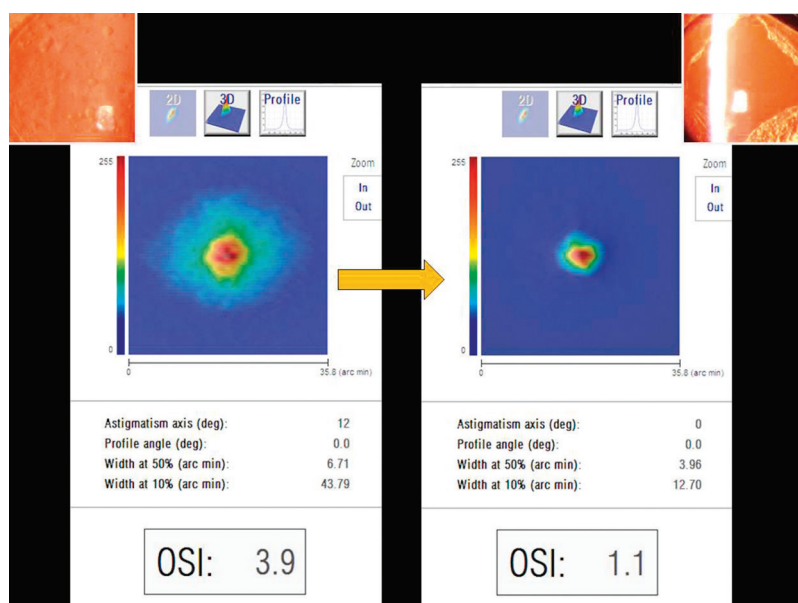 2D 3D Profile
255
Zoom
In
Out
0
0 35.8 (arc min)
Astigmatism axis (deg): 12
Profile angle (deg): 0.0
Width at 50% (arc min): 6.71
Width at 10% (arc min): 43.79
OSI: 3.9
2D 3D Profile
255
Zoom
In
Out
0
0 35.8 (arc min)
Astigmatism axis (deg): 0
Profile angle (deg): 0.0
Width at 50% (arc min): 3.96
Width at 10% (arc min): 12.70
OSI: 1.1